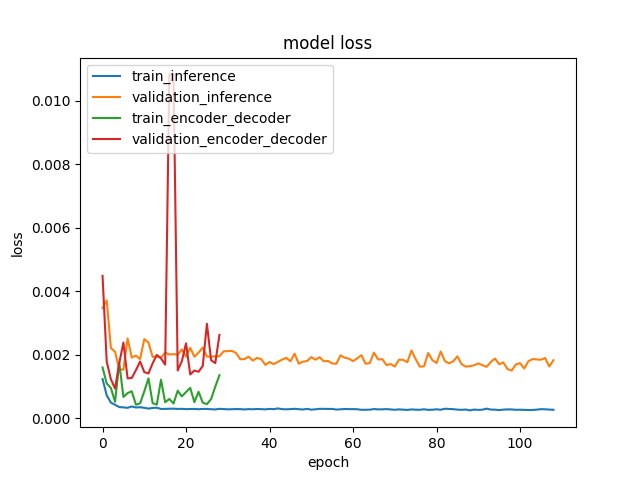 model loss
train_inference
validation_inference
train_encoder_decoder
validation_encoder_decoder
0.010
0.008
0.006
0.004
0.002
0.000
loss
0 20 40 60 80 100
epoch